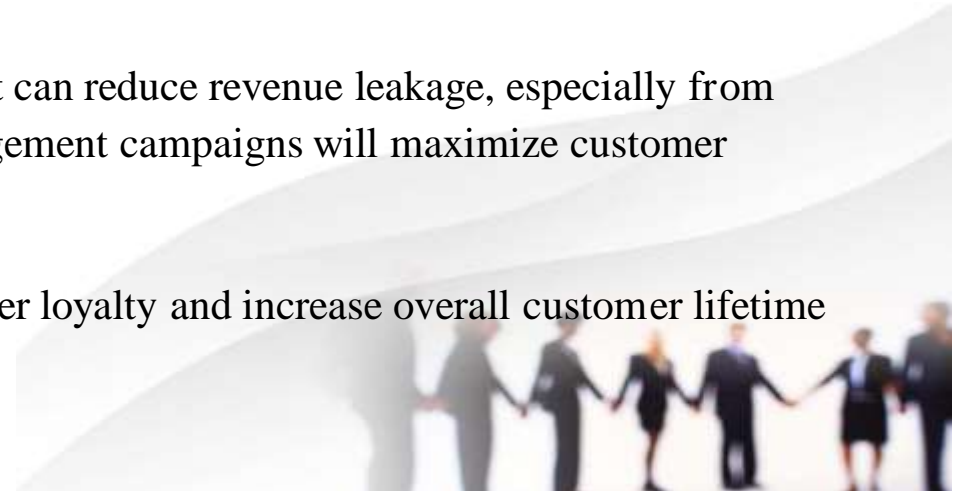 can reduce revenue leakage, especially from
gement campaigns will maximize customer
er loyalty and increase overall customer lifetime